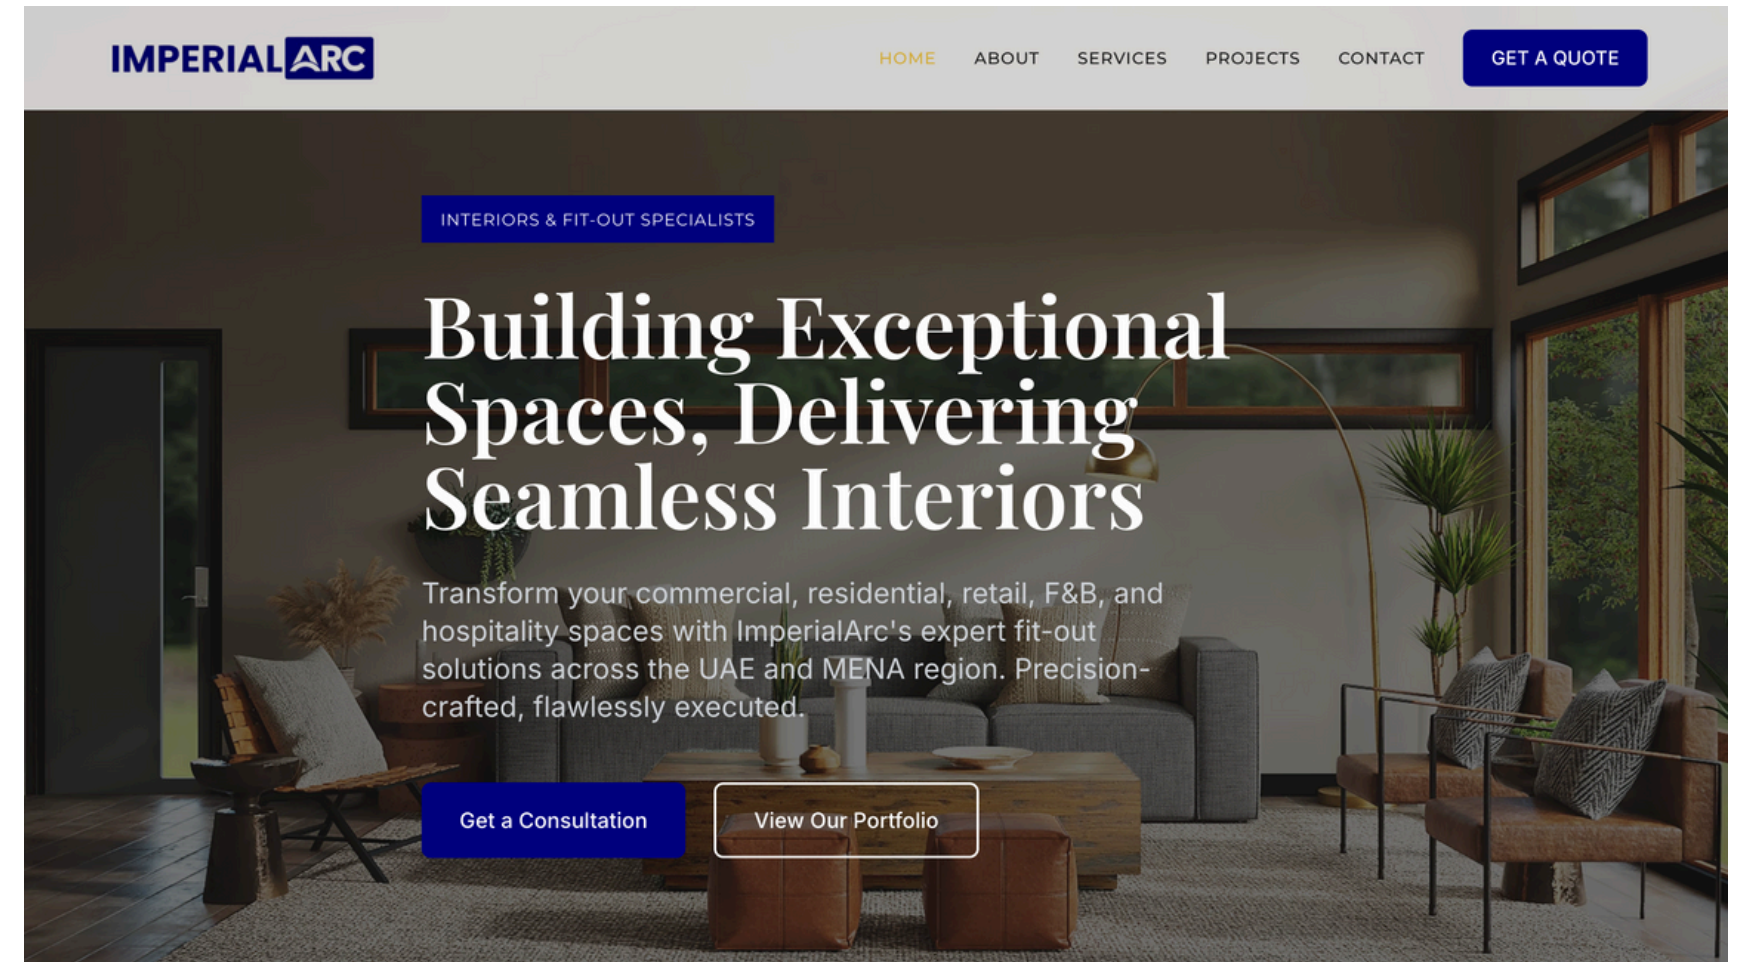 IMPERIALARC
HOME
ABOUT
SERVICES
PROJECTS
CONTACT
GET A QUOTE
INTERIORS & FIT-OUT SPECIALISTS
Building Exceptional
Spaces, Delivering
Seamless Interiors
Transform your commercial, residential, retail, F&B, and
hospitality spaces with ImperialArc's expert fit-out
solutions across the UAE and MENA region. Precision-
crafted, flawlessly executed.
Get a Consultation
View Our Portfolio